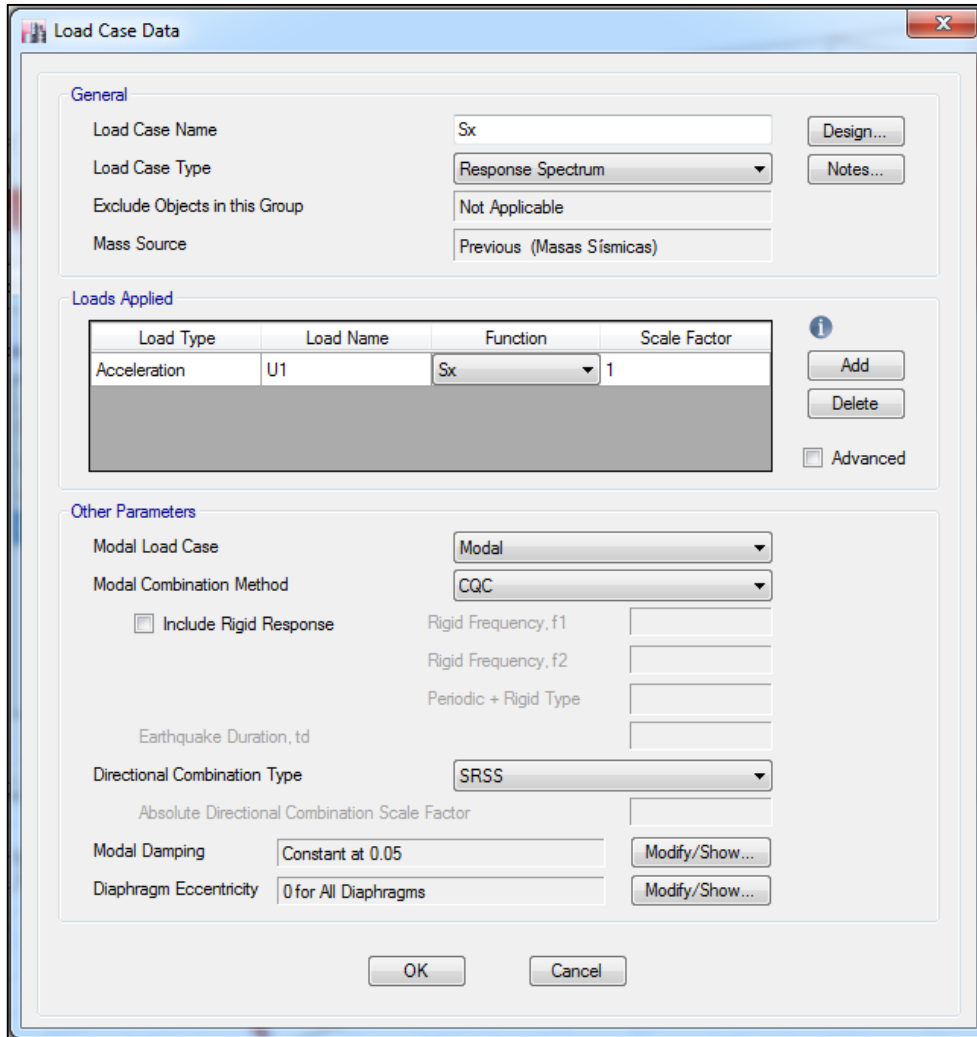 Load Case Data
X
General
Load Case Name Sx Design...
Load Case Type Response Spectrum Notes...
Exclude Objects in this Group Not Applicable
Mass Source Previous (Masas Sísmicas)
Loads Applied
Load Type Load Name Function Scale Factor i
Acceleration U1 Sx 1 Add
Delete
Advanced
Other Parameters
Modal Load Case Modal
Modal Combination Method CQC
Include Rigid Response Rigid Frequency, f1
Rigid Frequency, f2
Periodic + Rigid Type
Earthquake Duration, td
Directional Combination Type SRSS
Absolute Directional Combination Scale Factor
Modal Damping Constant at 0.05 Modify/Show...
Diaphragm Eccentricity 0 for All Diaphragms Modify/Show...
OK Cancel